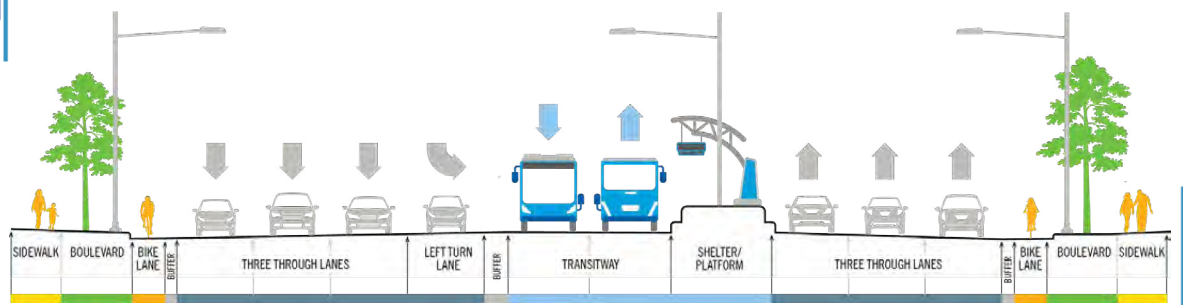 SIDEWALK
BOULEVARD
BIKE
LANE
BUFFER
THREE THROUGH LANES
LEFT TURN
LANE
BUFFER
TRANSITWAY
SHELTER/
PLATFORM
THREE THROUGH LANES
BUFFER
BIKE
LANE
BOULEVARD
SIDEWALK